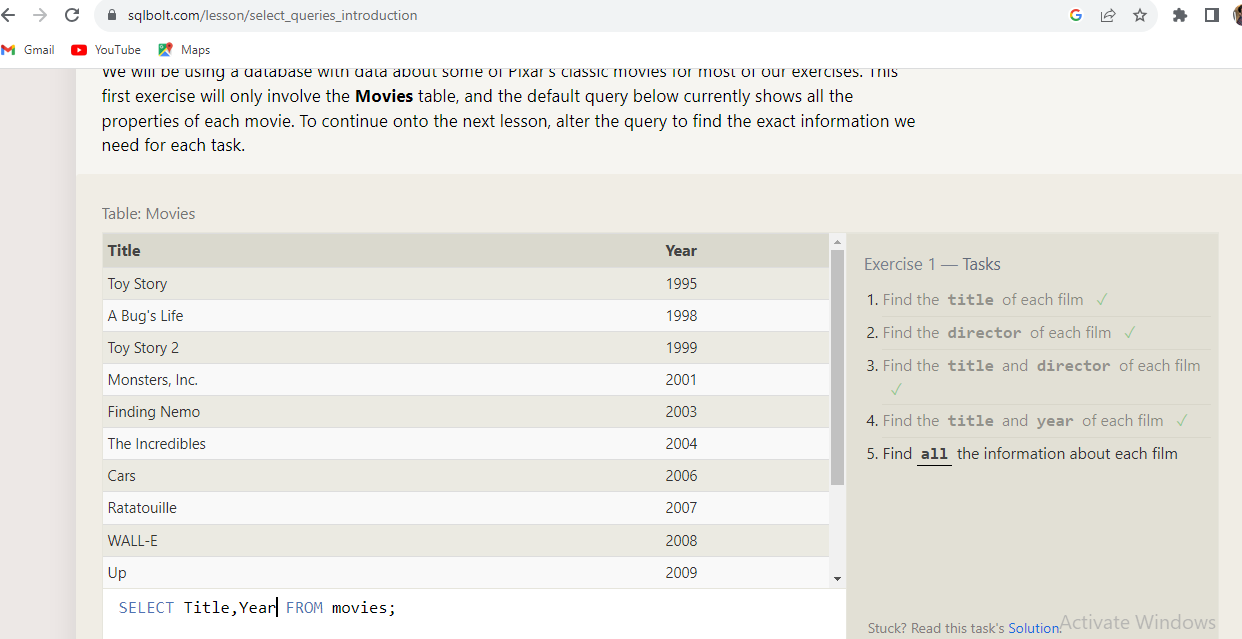 sqlbolt.com/lesson/select_queries_introduction
Gmail YouTube Maps
We will be using a database with data about some of Pixar's classic movies for most of our exercises. This
first exercise will only involve the Movies table, and the default query below currently shows all the
properties of each movie. To continue onto the next lesson, alter the query to find the exact information we
need for each task.
Table: Movies
Title Year
Toy Story 1995
A Bug's Life 1998
Toy Story 2 1999
Monsters, Inc. 2001
Finding Nemo 2003
The Incredibles 2004
Cars 2006
Ratatouille 2007
WALL-E 2008
Up 2009
SELECT Title,Year FROM movies;
Exercise 1 — Tasks
1. Find the title of each film ✓
2. Find the director of each film ✓
3. Find the title and director of each film
✓
4. Find the title and year of each film ✓
5. Find all the information about each film
Stuck? Read this task's Solution.
Activate Windows